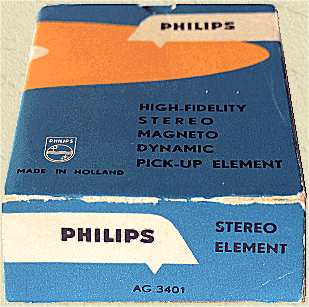 PHILIPS
HIGH-FIDELITY
STEREO
MAGNETO
DYNAMIC
PICK-UP ELEMENT
PHILIPS
MADE IN HOLLAND
PHILIPS
STEREO
ELEMENT
AG 3401